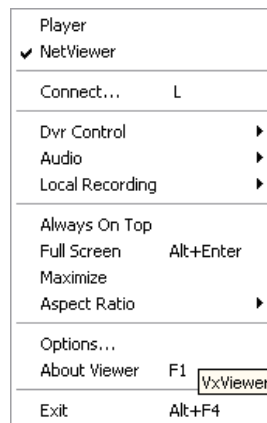 Player
NetViewer
Connect... L
Dvr Control
Audio
Local Recording
Always On Top
Full Screen Alt+Enter
Maximize
Aspect Ratio
Options...
About Viewer F1
VxViewer
Exit Alt+F4